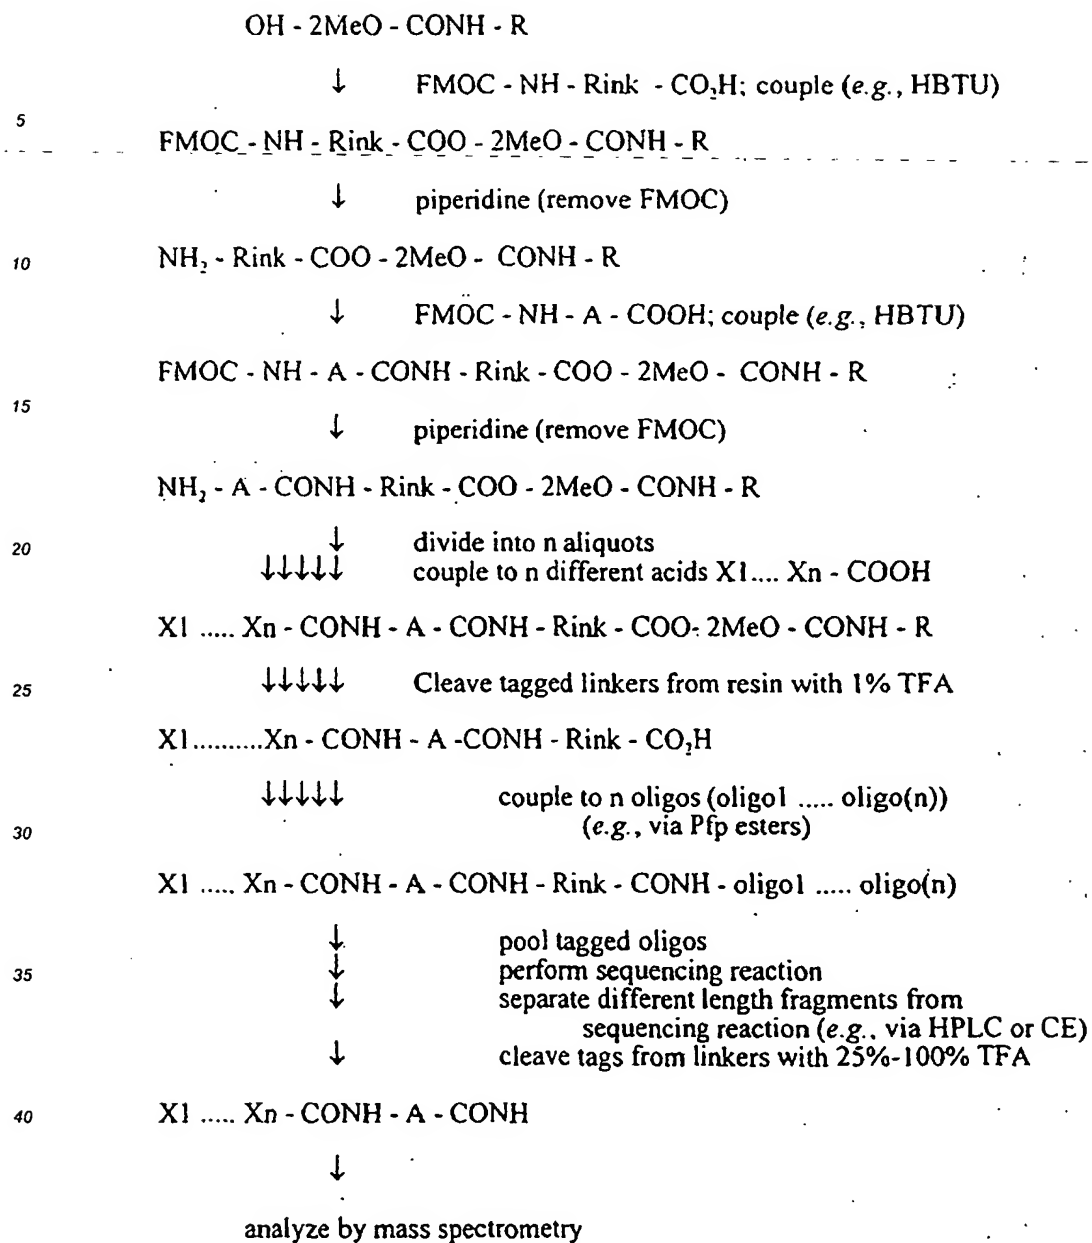 OH - 2MeO - CONH - R
↓ FMOC - NH - Rink - CO₂H; couple (e.g., HBTU)
5
FMOC - NH - Rink - COO - 2MeO - CONH - R
↓ piperidine (remove FMOC)
10 NH₂ - Rink - COO - 2MeO - CONH - R
↓ FMOC - NH - A - COOH; couple (e.g., HBTU)
FMOC - NH - A - CONH - Rink - COO - 2MeO - CONH - R
15
↓ piperidine (remove FMOC)
NH₂ - A - CONH - Rink - COO - 2MeO - CONH - R
20 ↓ divide into n aliquots
↓↓↓↓↓ couple to n different acids X1.... Xn - COOH
X1 ..... Xn - CONH - A - CONH - Rink - COO- 2MeO - CONH - R
25 ↓↓↓↓↓ Cleave tagged linkers from resin with 1% TFA
X1..........Xn - CONH - A -CONH - Rink - CO₂H
↓↓↓↓↓ couple to n oligos (oligo1 ..... oligo(n))
30 (e.g., via Pfp esters)
X1 ..... Xn - CONH - A - CONH - Rink - CONH - oligo1 ..... oligo(n)
↓ pool tagged oligos
35 ↓ perform sequencing reaction
↓ separate different length fragments from
sequencing reaction (e.g., via HPLC or CE)
↓ cleave tags from linkers with 25%-100% TFA
40 X1 ..... Xn - CONH - A - CONH
↓
analyze by mass spectrometry